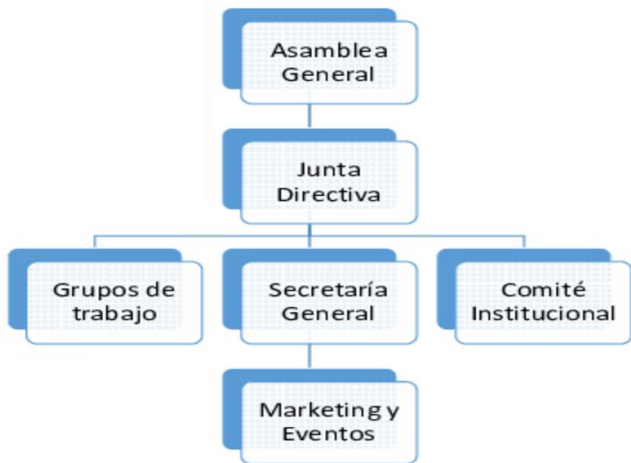 Asamblea
General
Junta
Directiva
Grupos de
trabajo
Secretaría
General
Comité
Institucional
Marketing y
Eventos